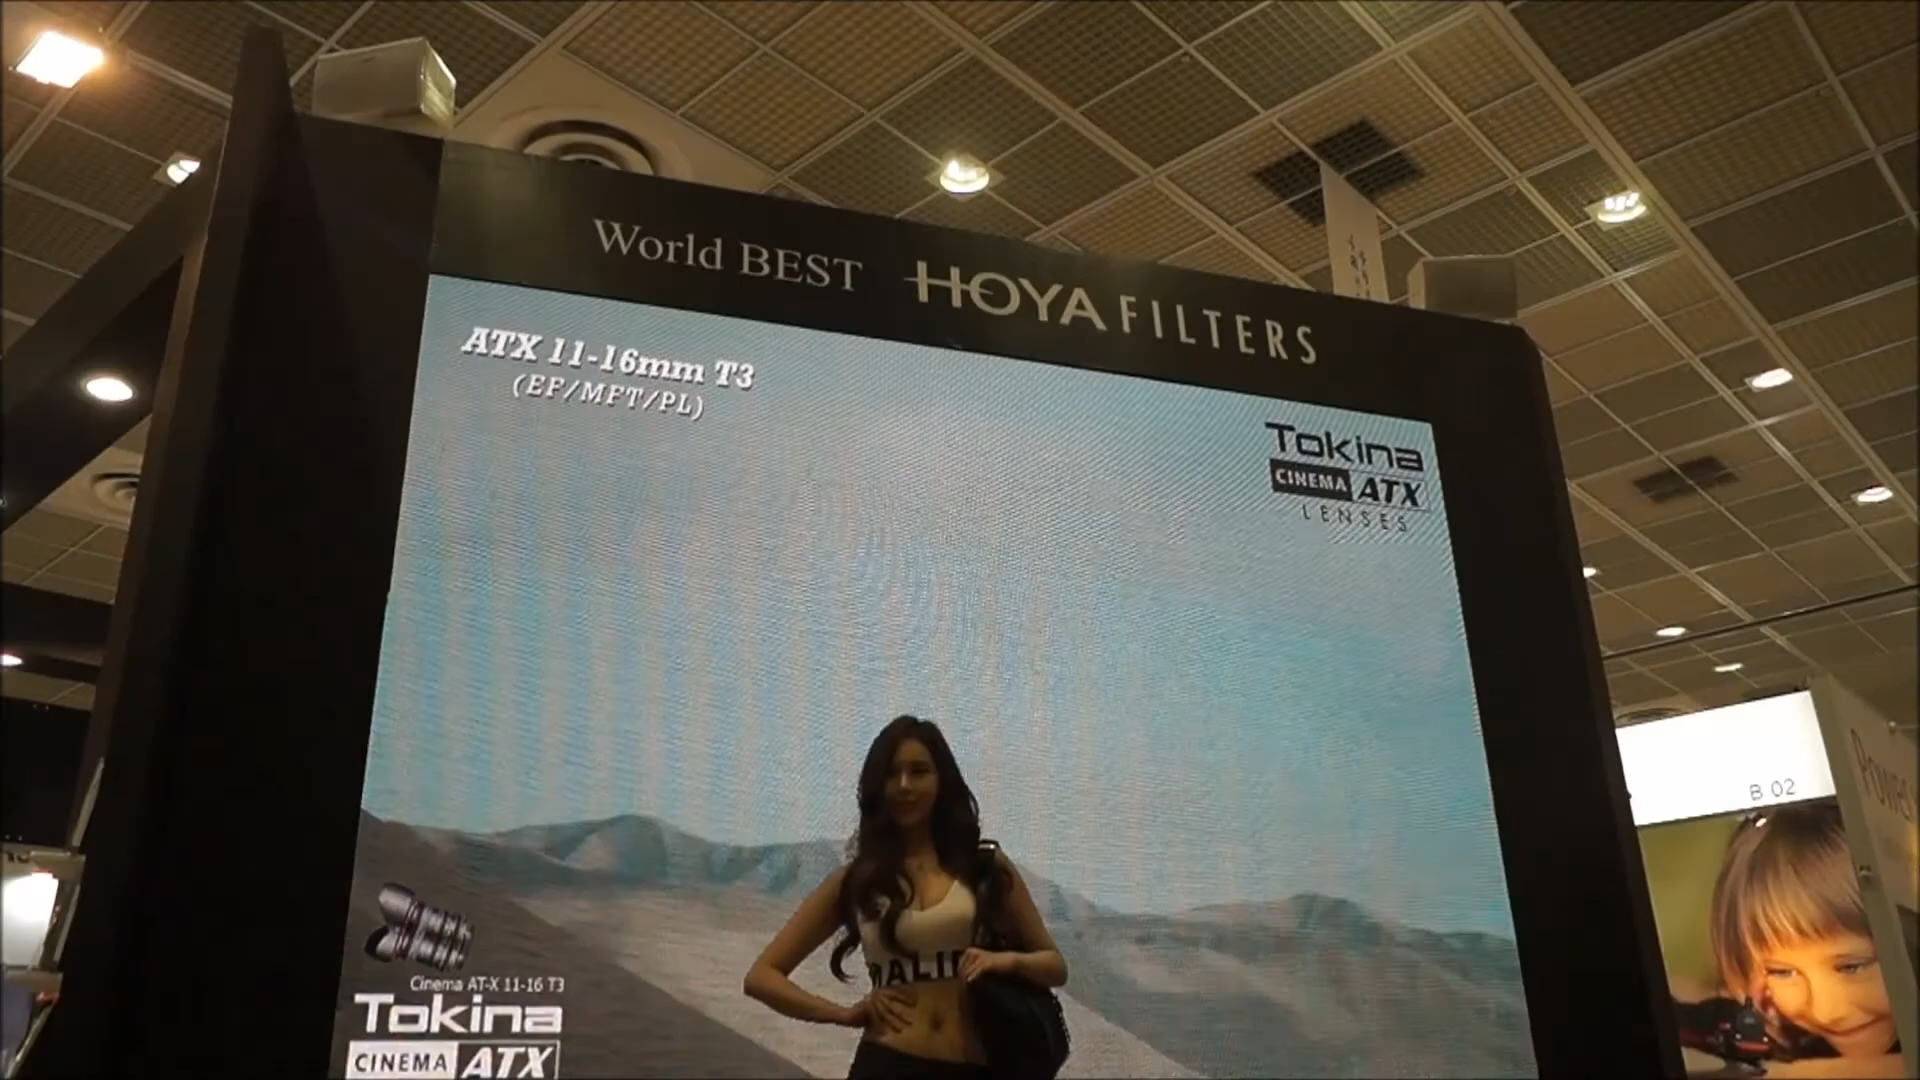 World BEST HOYA FILTERS
ATX 11-16mm T3
(EF/MFT/PL)
Tokina
CINEMA ATX
LENSES
B 02
Cinema AT-X 11-16 T3
Tokina
CINEMA ATX